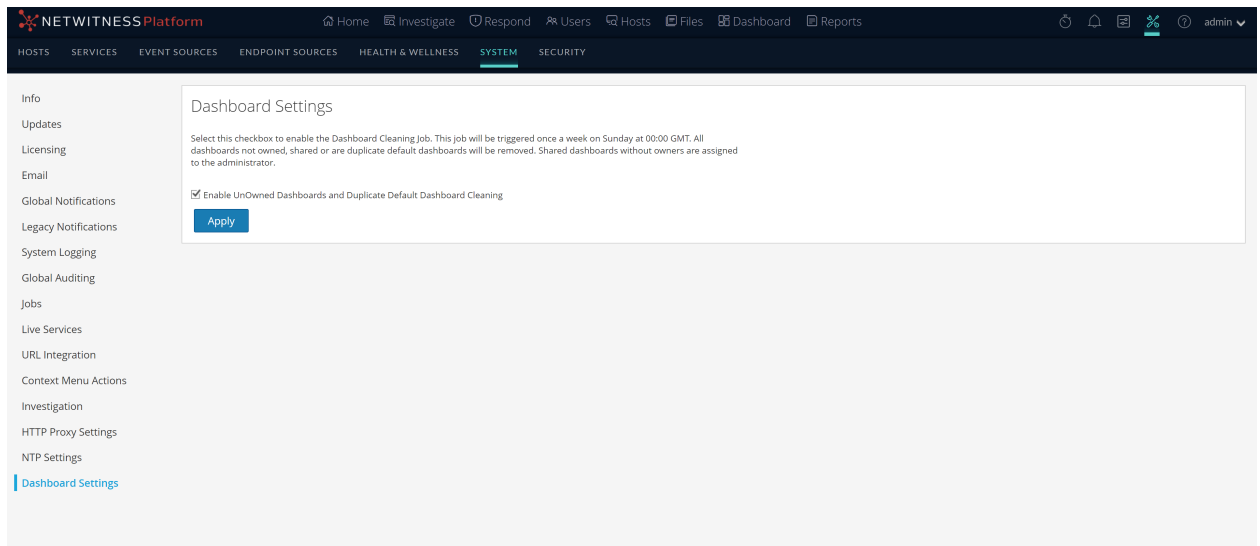 NETWITNESS Platform
Home Investigate Respond Users Hosts Files Dashboard Reports
admin
HOSTS SERVICES EVENT SOURCES ENDPOINT SOURCES HEALTH & WELLNESS SYSTEM SECURITY
Info
Updates
Licensing
Email
Global Notifications
Legacy Notifications
System Logging
Global Auditing
Jobs
Live Services
URL Integration
Context Menu Actions
Investigation
HTTP Proxy Settings
NTP Settings
Dashboard Settings
Dashboard Settings
Select this checkbox to enable the Dashboard Cleaning Job. This job will be triggered once a week on Sunday at 00:00 GMT. All
dashboards not owned, shared or are duplicate default dashboards will be removed. Shared dashboards without owners are assigned
to the administrator.
Enable UnOwned Dashboards and Duplicate Default Dashboard Cleaning
Apply